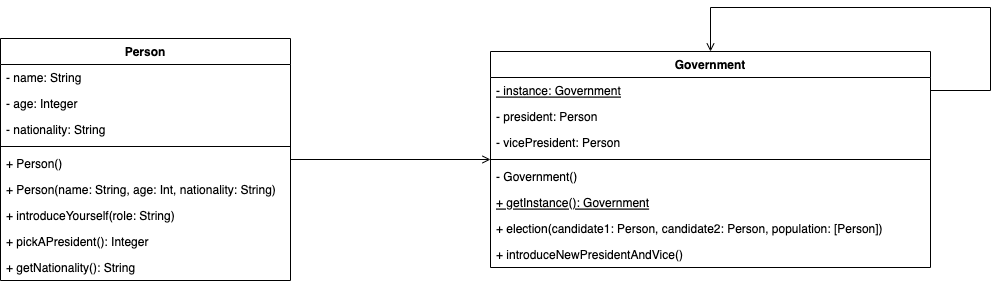 Person
- name: String
- age: Integer
- nationality: String
+ Person()
+ Person(name: String, age: Int, nationality: String)
+ introduceYourself(role: String)
+ pickAPresident(): Integer
+ getNationality(): String
Government
- instance: Government
- president: Person
- vicePresident: Person
- Government()
+ getInstance(): Government
+ election(candidate1: Person, candidate2: Person, population: [Person])
+ introduceNewPresidentAndVice()